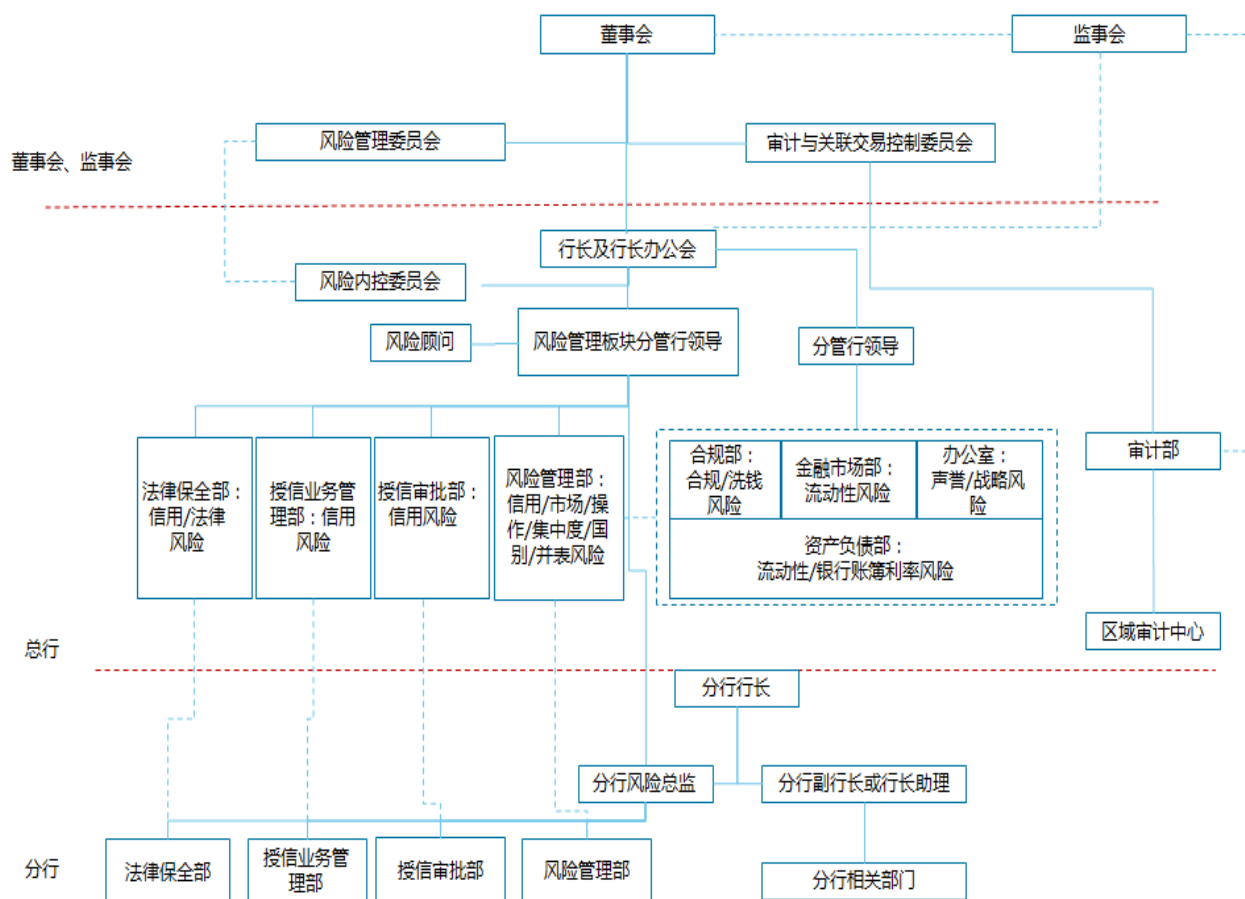 董事会
监事会
风险管理委员会
审计与关联交易控制委员会
董事会、监事会
行长及行长办公会
风险内控委员会
风险顾问
风险管理板块分管行领导
分管行领导
法律保全部：
信用/法律
风险
授信业务管
理部：信用
风险
授信审批部：
信用风险
风险管理部：
信用/市场/操
作/集中度/国
别/并表风险
合规部：
合规/洗钱
风险
金融市场部：
流动性风险
办公室：
声誉/战略风
险
资产负债部：
流动性/银行账簿利率风险
审计部
区域审计中心
总行
分行行长
分行风险总监
分行副行长或行长助理
分行
法律保全部
授信业务管
理部
授信审批部
风险管理部
分行相关部门